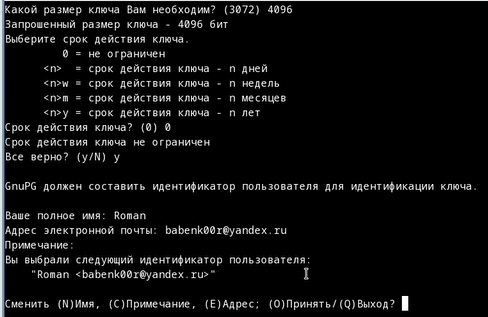 Какой размер ключа Вам необходим? (3072) 4096
Запрошенный размер ключа - 4096 бит
Выберите срок действия ключа.
0 = не ограничен
<n> = срок действия ключа - n дней
<n>w = срок действия ключа - n недель
<n>m = срок действия ключа - n месяцев
<n>y = срок действия ключа - n лет
Срок действия ключа? (0) 0
Срок действия ключа не ограничен
Все верно? (y/N) y
GnuPG должен составить идентификатор пользователя для идентификации ключа.
Ваше полное имя: Roman
Адрес электронной почты: babenk00r@yandex.ru
Примечание:
Вы выбрали следующий идентификатор пользователя:
"Roman <babenk00r@yandex.ru>"
Сменить (N)Имя, (C)Примечание, (E)Адрес; (O)Принять/(Q)Выход?